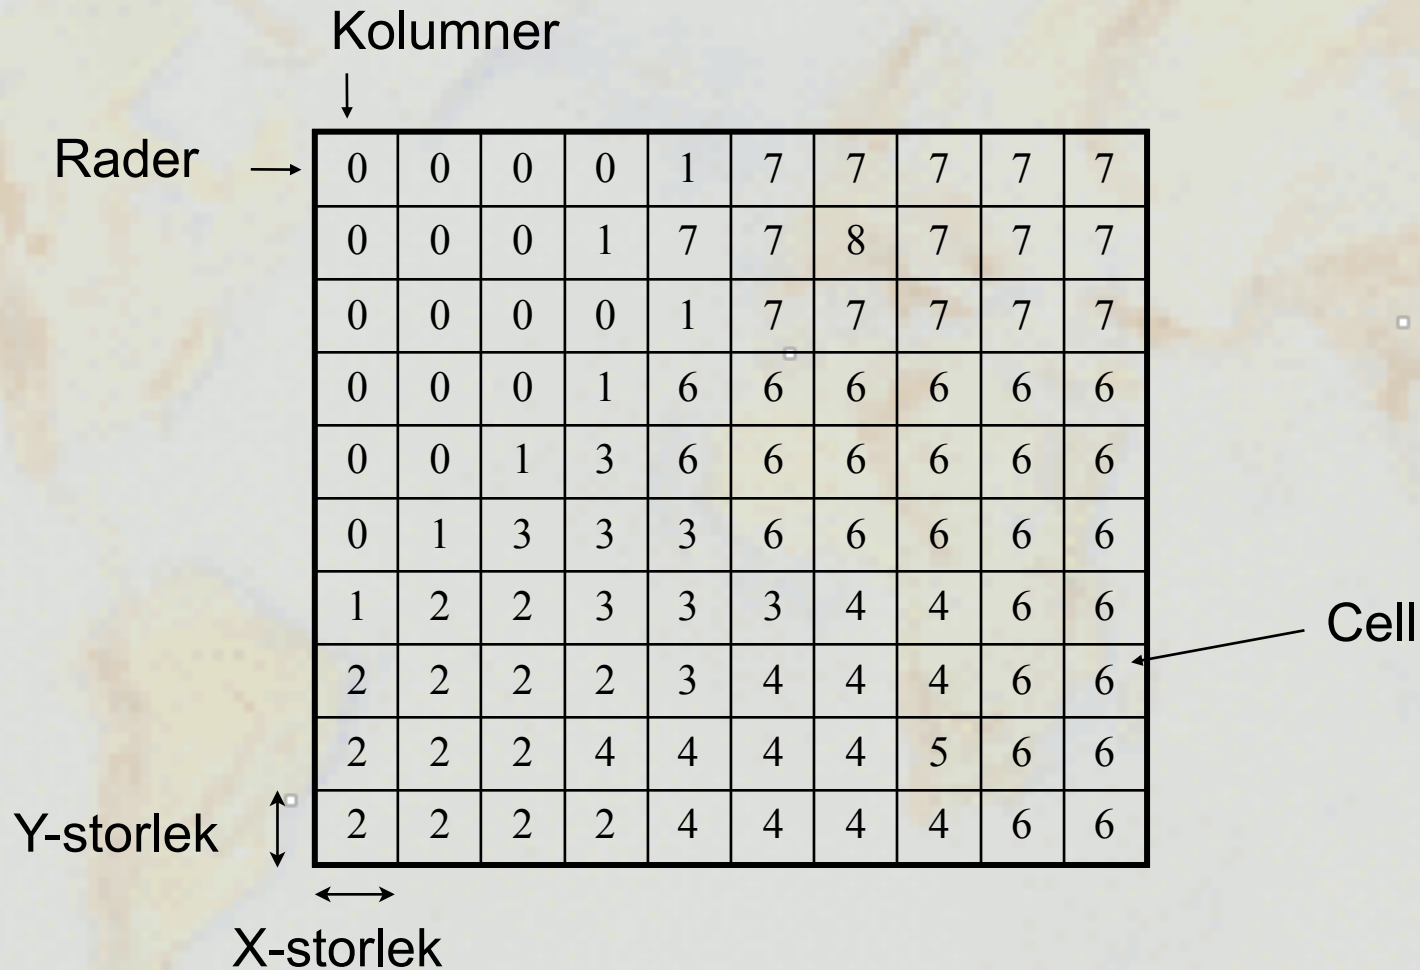 Kolumner
Rader
0 0 0 0 1 7 7 7 7 7
0 0 0 1 7 7 8 7 7 7
0 0 0 0 1 7 7 7 7 7
0 0 0 1 6 6 6 6 6 6
0 0 1 3 6 6 6 6 6 6
0 1 3 3 3 6 6 6 6 6
1 2 2 3 3 3 4 4 6 6
Cell
2 2 2 2 3 4 4 4 6 6
2 2 2 4 4 4 4 5 6 6
Y-storlek
2 2 2 2 4 4 4 4 6 6
X-storlek